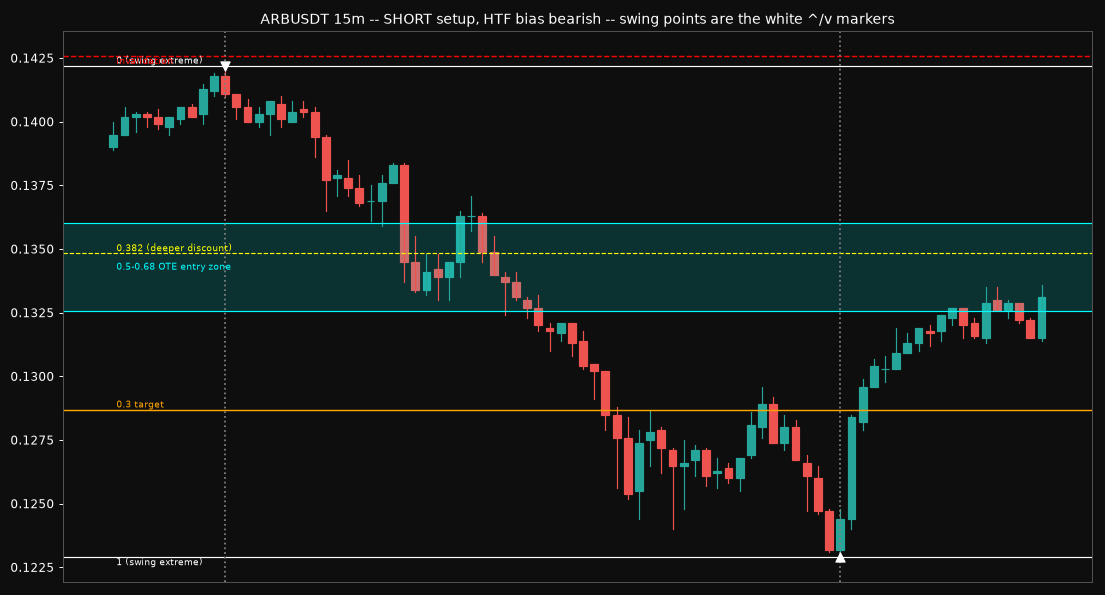 ARBUSDT 15m -- SHORT setup, HTF bias bearish -- swing points are the white ^/v markers
0.1425
0 (swing extreme)
0.1400
0.1375
0.1350
0.382 (deeper discount)
0.5-0.68 OTE entry zone
0.1325
0.1300
0.3 target
0.1275
0.1250
1 (swing extreme)
0.1225